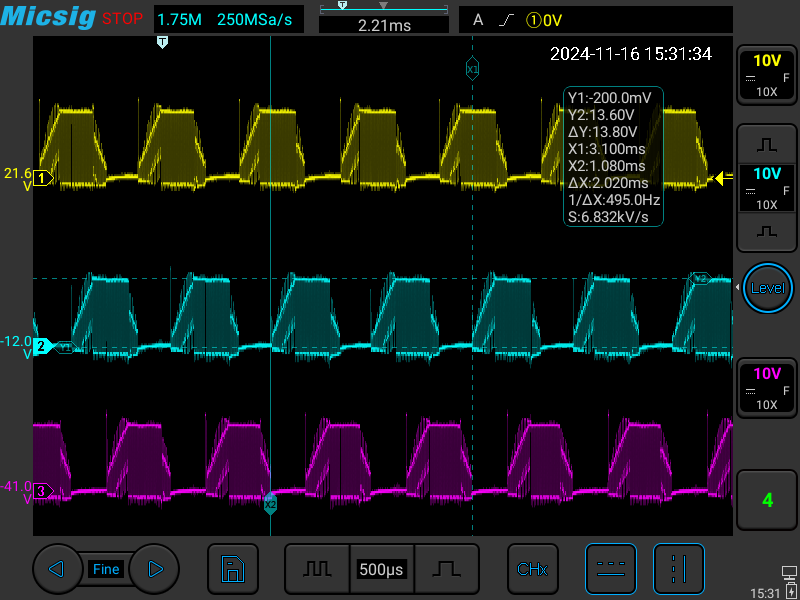 Micsig STOP 1.75M 250MSa/s T 2.21ms A ①0V
T
2024-11-16 15:31:34
X1
10V
F
10X
Y1:-200.0mV
Y2:13.60V
ΔY:13.80V
X1:3.100ms
X2:1.080ms
ΔX:2.020ms
1/ΔX:495.0Hz
S:6.832kV/s
21.6
V
1
10V
F
10X
Y2
Level
-12.0
V
2
Y1
10V
F
10X
-41.0
V
3
X2
4
Fine
500μs
CHx
15:31